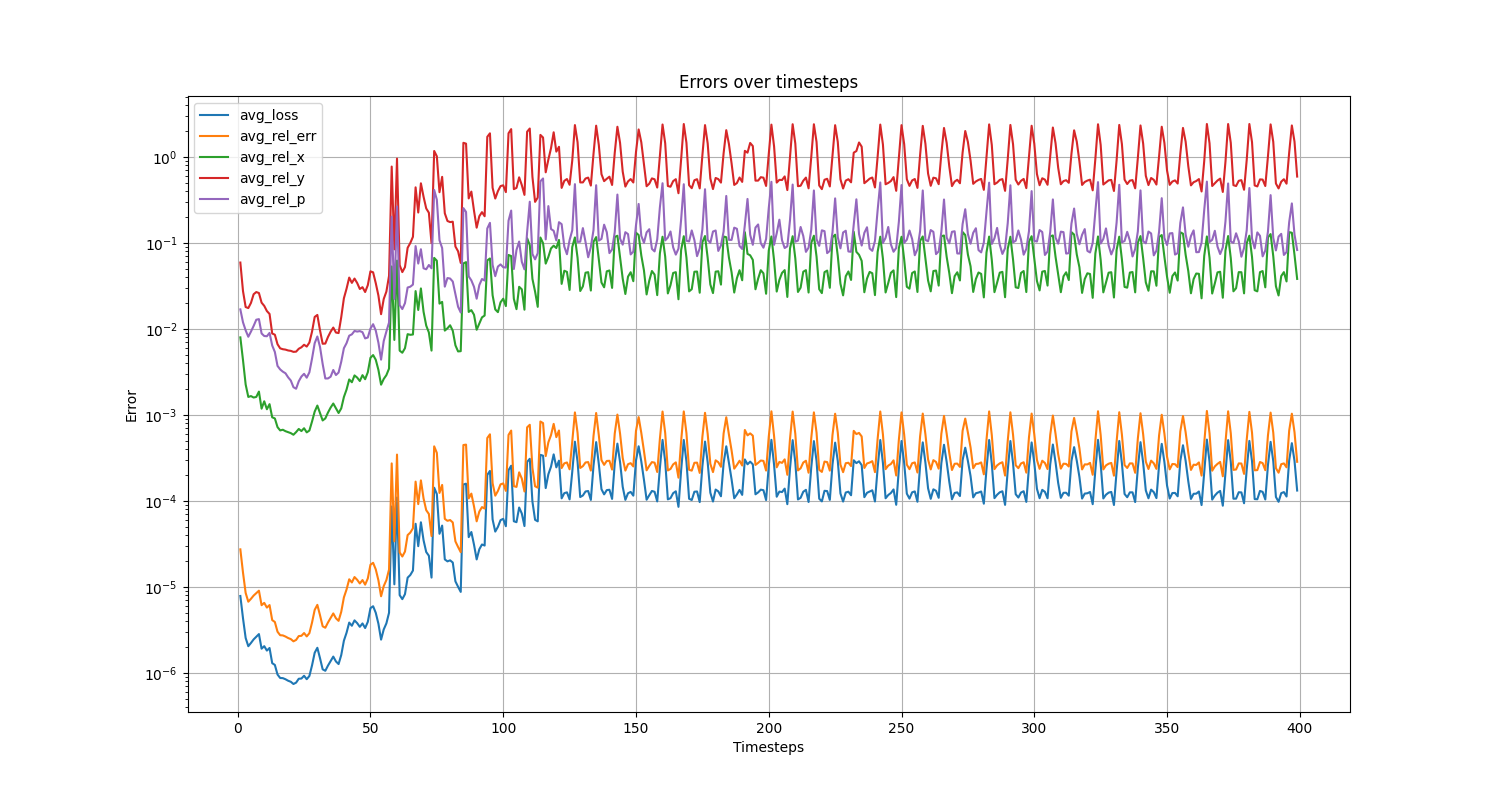 Errors over timesteps
avg_loss
avg_rel_err
avg_rel_x
avg_rel_y
avg_rel_p
10^0
10^-1
10^-2
10^-3
10^-4
10^-5
10^-6
Error
0 50 100 150 200 250 300 350 400
Timesteps